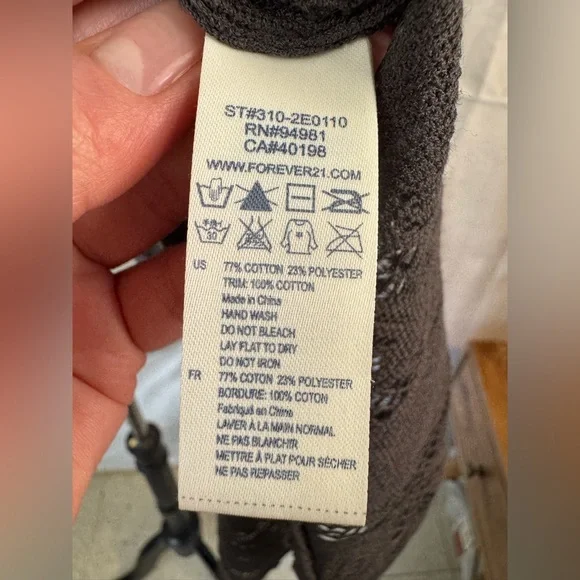 ST#310-2E0110
RN#94981
CA#40198
WWW.FOREVER21.COM
30
US 77% COTTON 23% POLYESTER
TRIM: 100% COTTON
Made in China
HAND WASH
DO NOT BLEACH
LAY FLAT TO DRY
DO NOT IRON
FR 77% COTON 23% POLYESTER
BORDURE: 100% COTON
Fabriqué en China
LAVER À LA MAIN NORMAL
NE PAS BLANCHIR
METTRE À PLAT POUR SÉCHER
NE PAS REPASSER